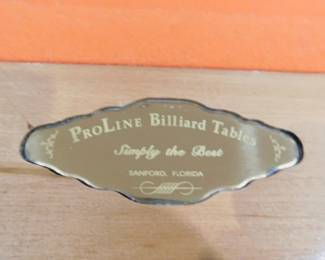 ProLine Billiard Tables
Simply the Best
SANFORD, FLORIDA